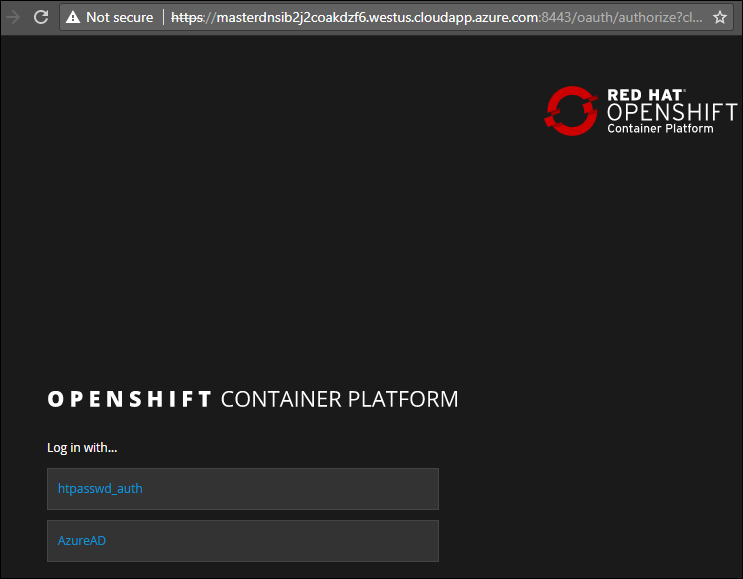 Not secure https://masterdnsib2j2coakdzf6.westus.cloudapp.azure.com:8443/oauth/authorize?cl...
RED HAT®
OPENSHIFT
Container Platform
OPENSHIFT CONTAINER PLATFORM
Log in with...
htpasswd_auth
AzureAD